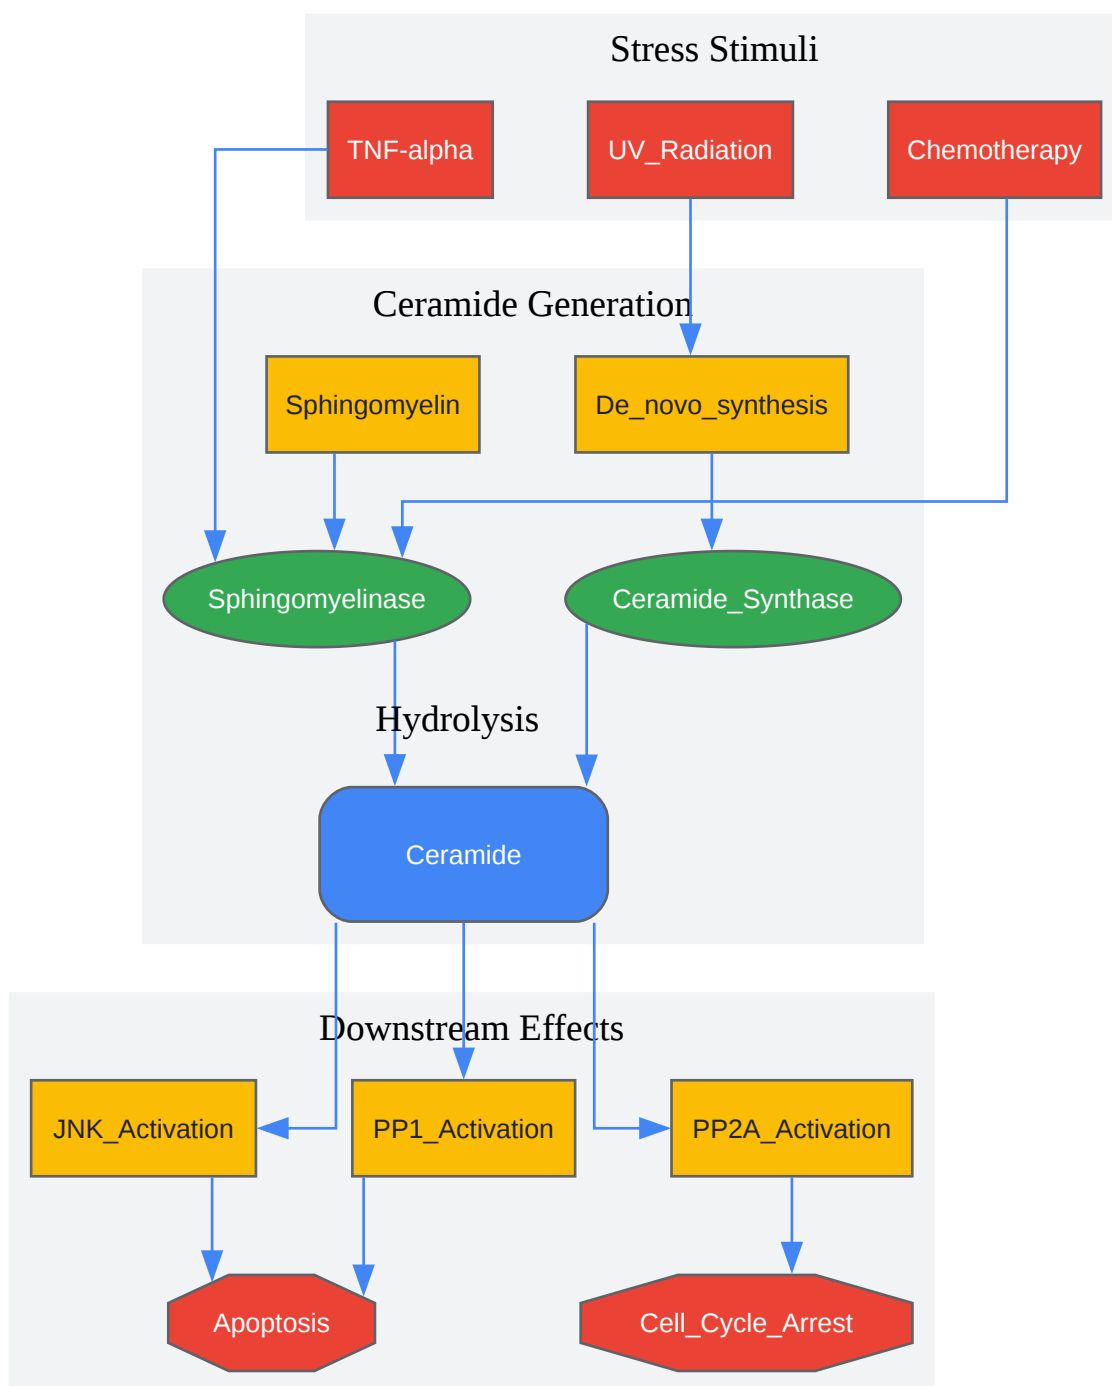 Stress Stimuli
TNF-alpha
UV_Radiation
Chemotherapy
Ceramide Generation
Sphingomyelin
De_novo_synthesis
Sphingomyelinase
Ceramide_Synthase
Hydrolysis
Ceramide
Downstream Effects
JNK_Activation
PP1_Activation
PP2A_Activation
Apoptosis
Cell_Cycle_Arrest